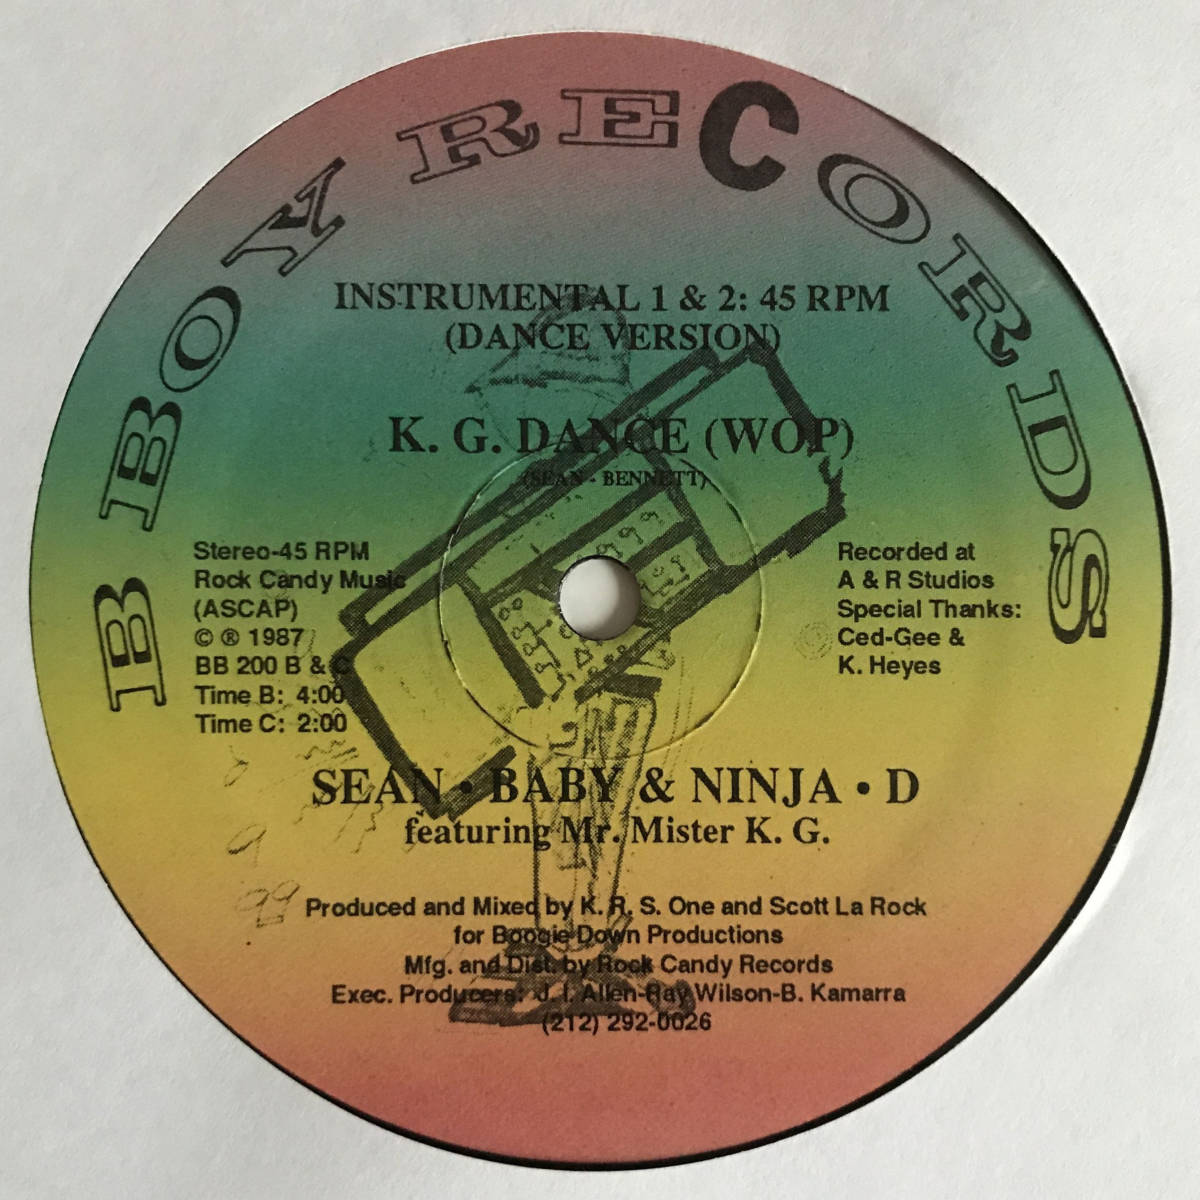 B BOY RECORDS
INSTRUMENTAL 1 & 2: 45 RPM
(DANCE VERSION)
K. G. DANCE (WOP)
(SEAN - BENNETT)
Stereo-45 RPM
Rock Candy Music
(ASCAP)
© ® 1987
BB 200 B & C
Time B: 4:00
Time C: 2:00
Recorded at
A & R Studios
Special Thanks:
Ced-Gee &
K. Heyes
SEAN • BABY & NINJA • D
featuring Mr. Mister K. G.
Produced and Mixed by K. R. S. One and Scott La Rock
for Boogie Down Productions
Mfg. and Dist. by Rock Candy Records
Exec. Producers: J. I. Allen-Ray Wilson-B. Kamarra
(212) 292-0026